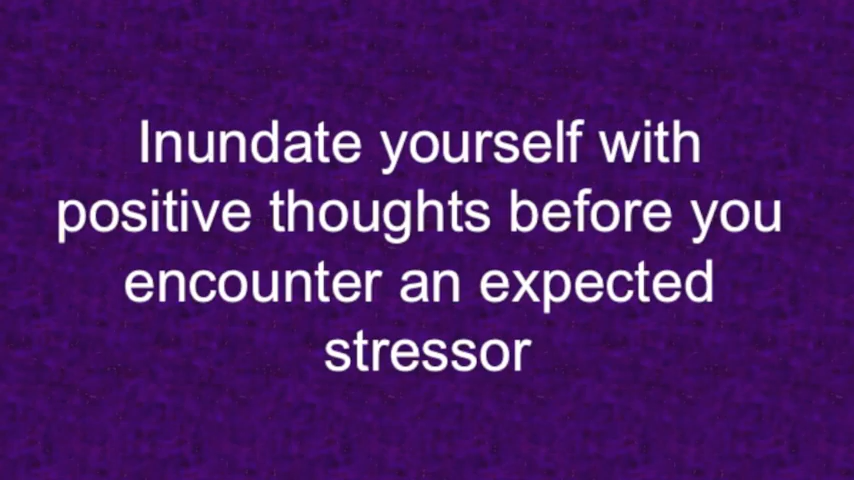 Inundate yourself with
positive thoughts before you
encounter an expected
stressor